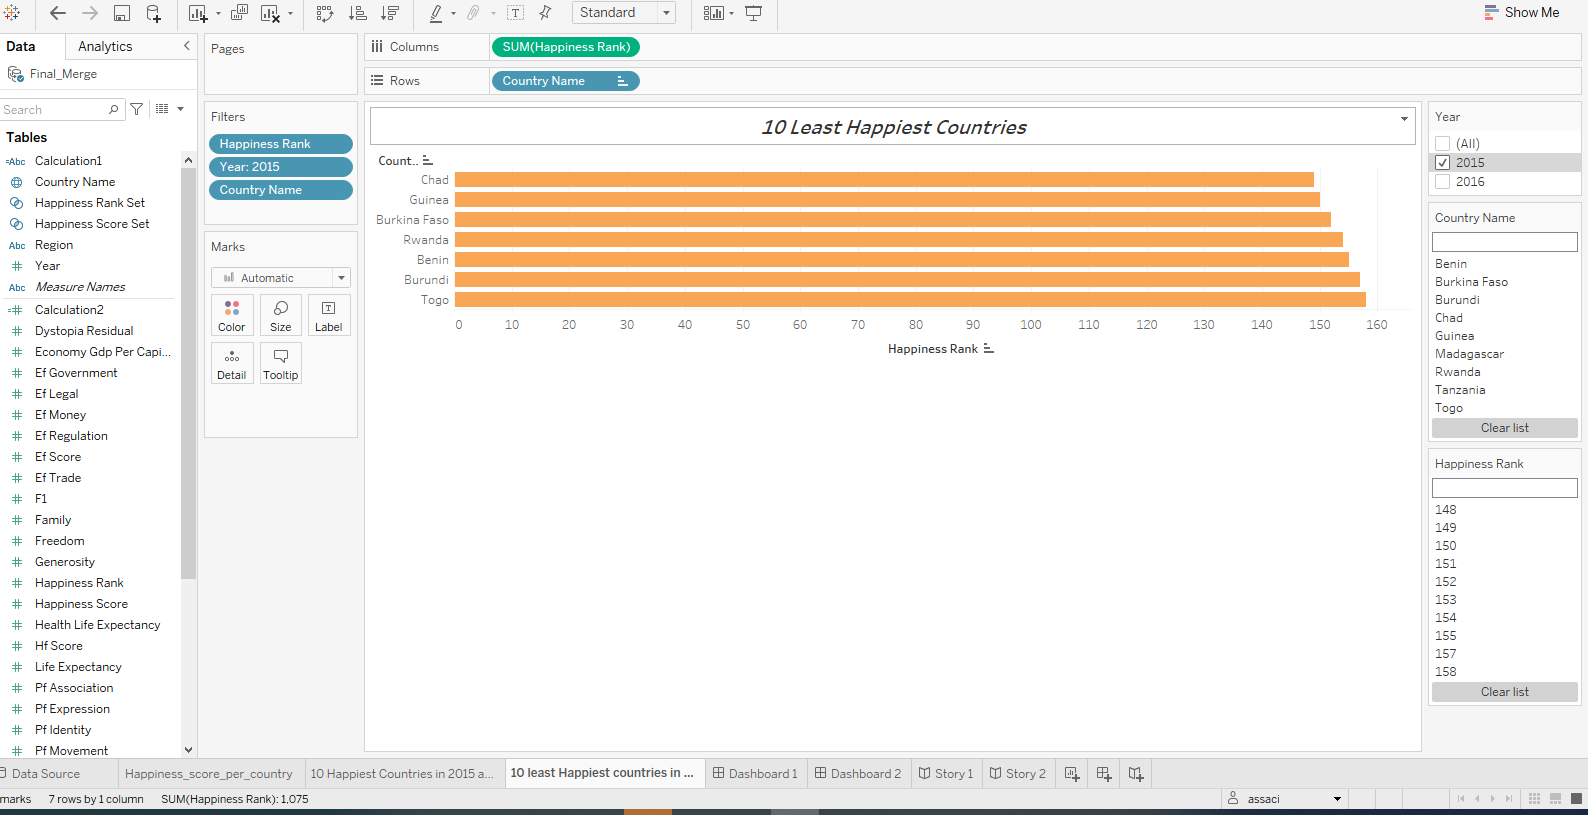 Standard
Show Me
Data
Analytics
Final_Merge
Search
Tables
=Abc Calculation1
Country Name
Happiness Rank Set
Happiness Score Set
Abc Region
# Year
Abc Measure Names
=# Calculation2
# Dystopia Residual
# Economy Gdp Per Capi...
# Ef Government
# Ef Legal
# Ef Money
# Ef Regulation
# Ef Score
# Ef Trade
# F1
# Family
# Freedom
# Generosity
# Happiness Rank
# Happiness Score
# Health Life Expectancy
# Hf Score
# Life Expectancy
# Pf Association
# Pf Expression
# Pf Identity
# Pf Movement
Pages
Filters
Happiness Rank
Year: 2015
Country Name
Marks
Automatic
Color Size Label
Detail Tooltip
Columns SUM(Happiness Rank)
Rows Country Name
10 Least Happiest Countries
Count..
Chad
Guinea
Burkina Faso
Rwanda
Benin
Burundi
Togo
0 10 20 30 40 50 60 70 80 90 100 110 120 130 140 150 160
Happiness Rank
Year
(All)
2015
2016
Country Name
Benin
Burkina Faso
Burundi
Chad
Guinea
Madagascar
Rwanda
Tanzania
Togo
Clear list
Happiness Rank
148
149
150
151
152
153
154
155
157
158
Clear list
Data Source Happiness_score_per_country 10 Happiest Countries in 2015 a... 10 least Happiest countries in ... Dashboard 1 Dashboard 2 Story 1 Story 2
marks 7 rows by 1 column SUM(Happiness Rank): 1,075 assaci